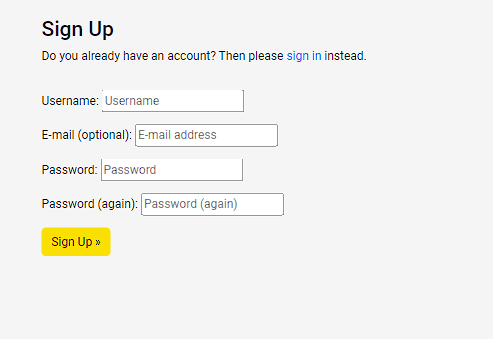 Sign Up
Do you already have an account? Then please sign in instead.
Username: Username
E-mail (optional): E-mail address
Password: Password
Password (again): Password (again)
Sign Up »